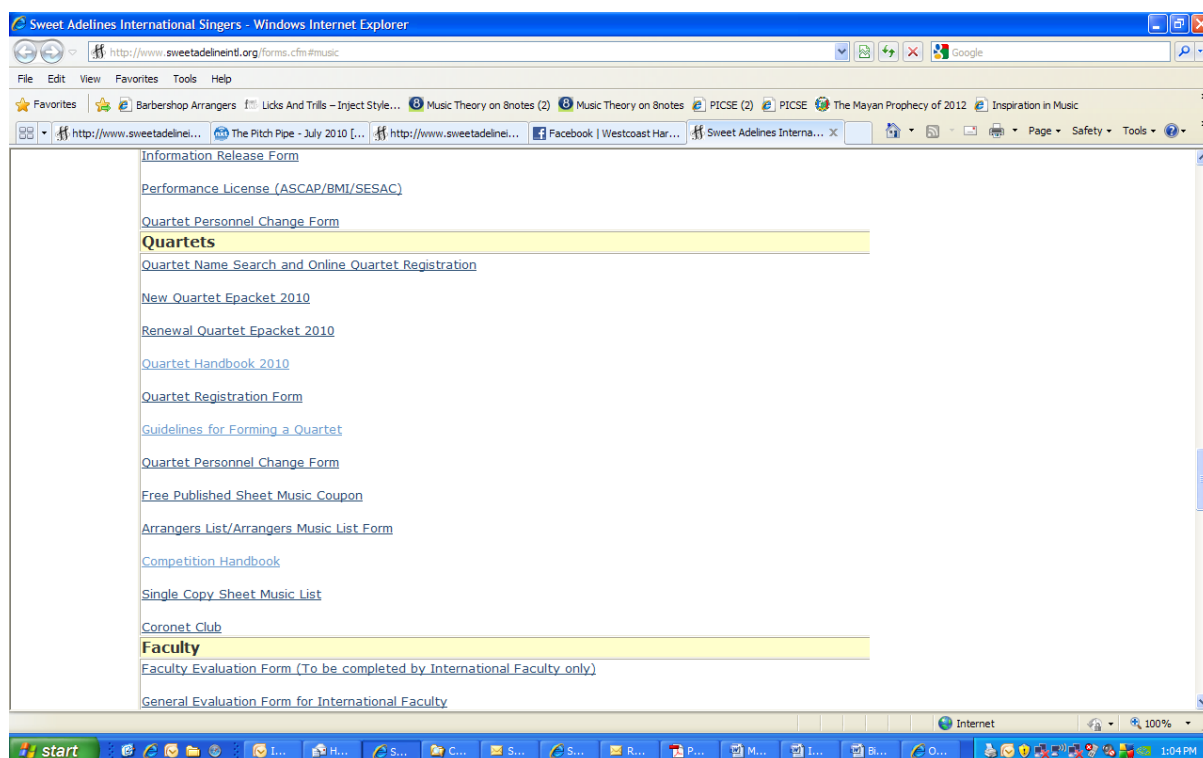 Sweet Adelines International Singers - Windows Internet Explorer
http://www.sweetadelineintl.org/forms.cfm#music
Google
File Edit View Favorites Tools Help
Favorites Barbershop Arrangers Licks And Trills – Inject Style... Music Theory on 8notes (2) Music Theory on 8notes PICSE (2) PICSE The Mayan Prophecy of 2012 Inspiration in Music
http://www.sweetadelinei... The Pitch Pipe - July 2010 [... http://www.sweetadelinei... Facebook | Westcoast Har... Sweet Adelines Interna... X Page Safety Tools
Information Release Form
Performance License (ASCAP/BMI/SESAC)
Quartet Personnel Change Form
Quartets
Quartet Name Search and Online Quartet Registration
New Quartet Epacket 2010
Renewal Quartet Epacket 2010
Quartet Handbook 2010
Quartet Registration Form
Guidelines for Forming a Quartet
Quartet Personnel Change Form
Free Published Sheet Music Coupon
Arrangers List/Arrangers Music List Form
Competition Handbook
Single Copy Sheet Music List
Coronet Club
Faculty
Faculty Evaluation Form (To be completed by International Faculty only)
General Evaluation Form for International Faculty
Internet 100%
start I... H... S... C... S... S... R... P... M... I... Bi... O... 1:04 PM